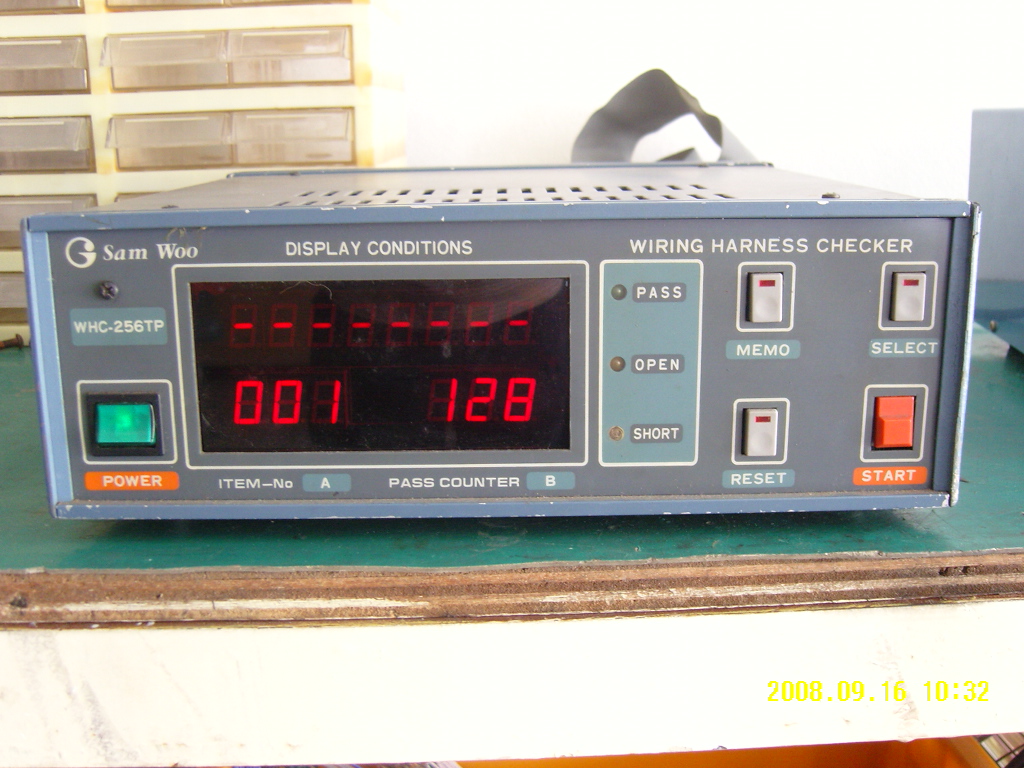 Sam Woo
DISPLAY CONDITIONS
WIRING HARNESS CHECKER
WHC-256TP
--------
001 128
PASS
OPEN
SHORT
MEMO
SELECT
POWER
ITEM-No A
PASS COUNTER B
RESET
START
2008.09.16 10:32